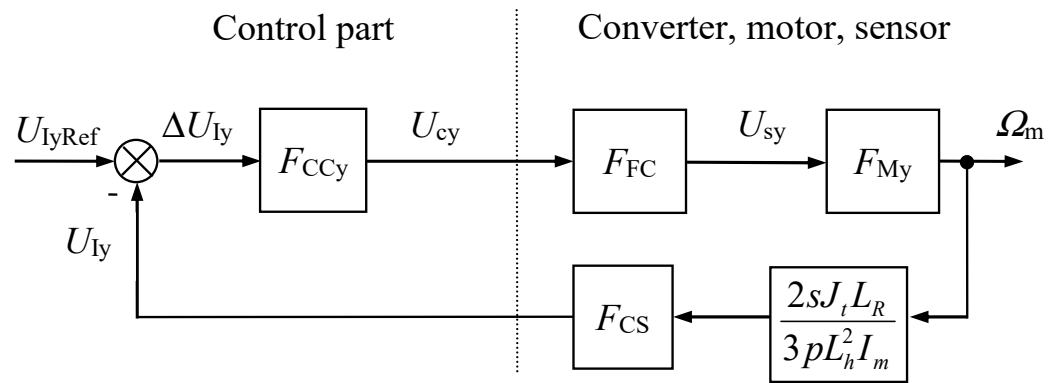 Control part
Converter, motor, sensor
U_IyRef
ΔU_Iy
F_CCy
U_cy
F_FC
U_sy
F_My
Ω_m
-
U_Iy
F_CS
2sJ_tL_R
3pL_h^2I_m